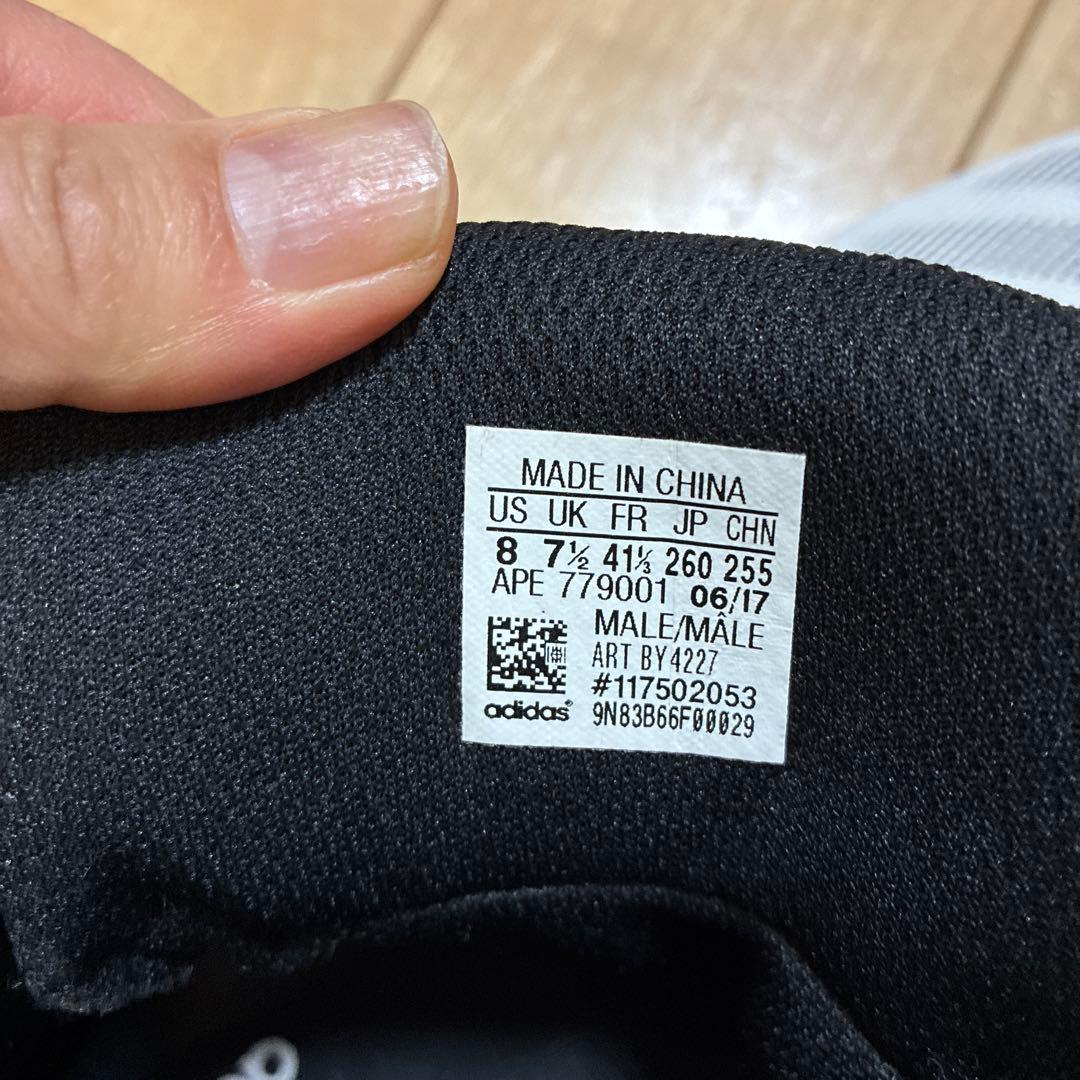 MADE IN CHINA
US UK FR JP CHN
8 7½ 41⅓ 260 255
APE 779001 06/17
MALE/MÂLE
ART BY4227
#117502053
adidas® 9N83B66F00029